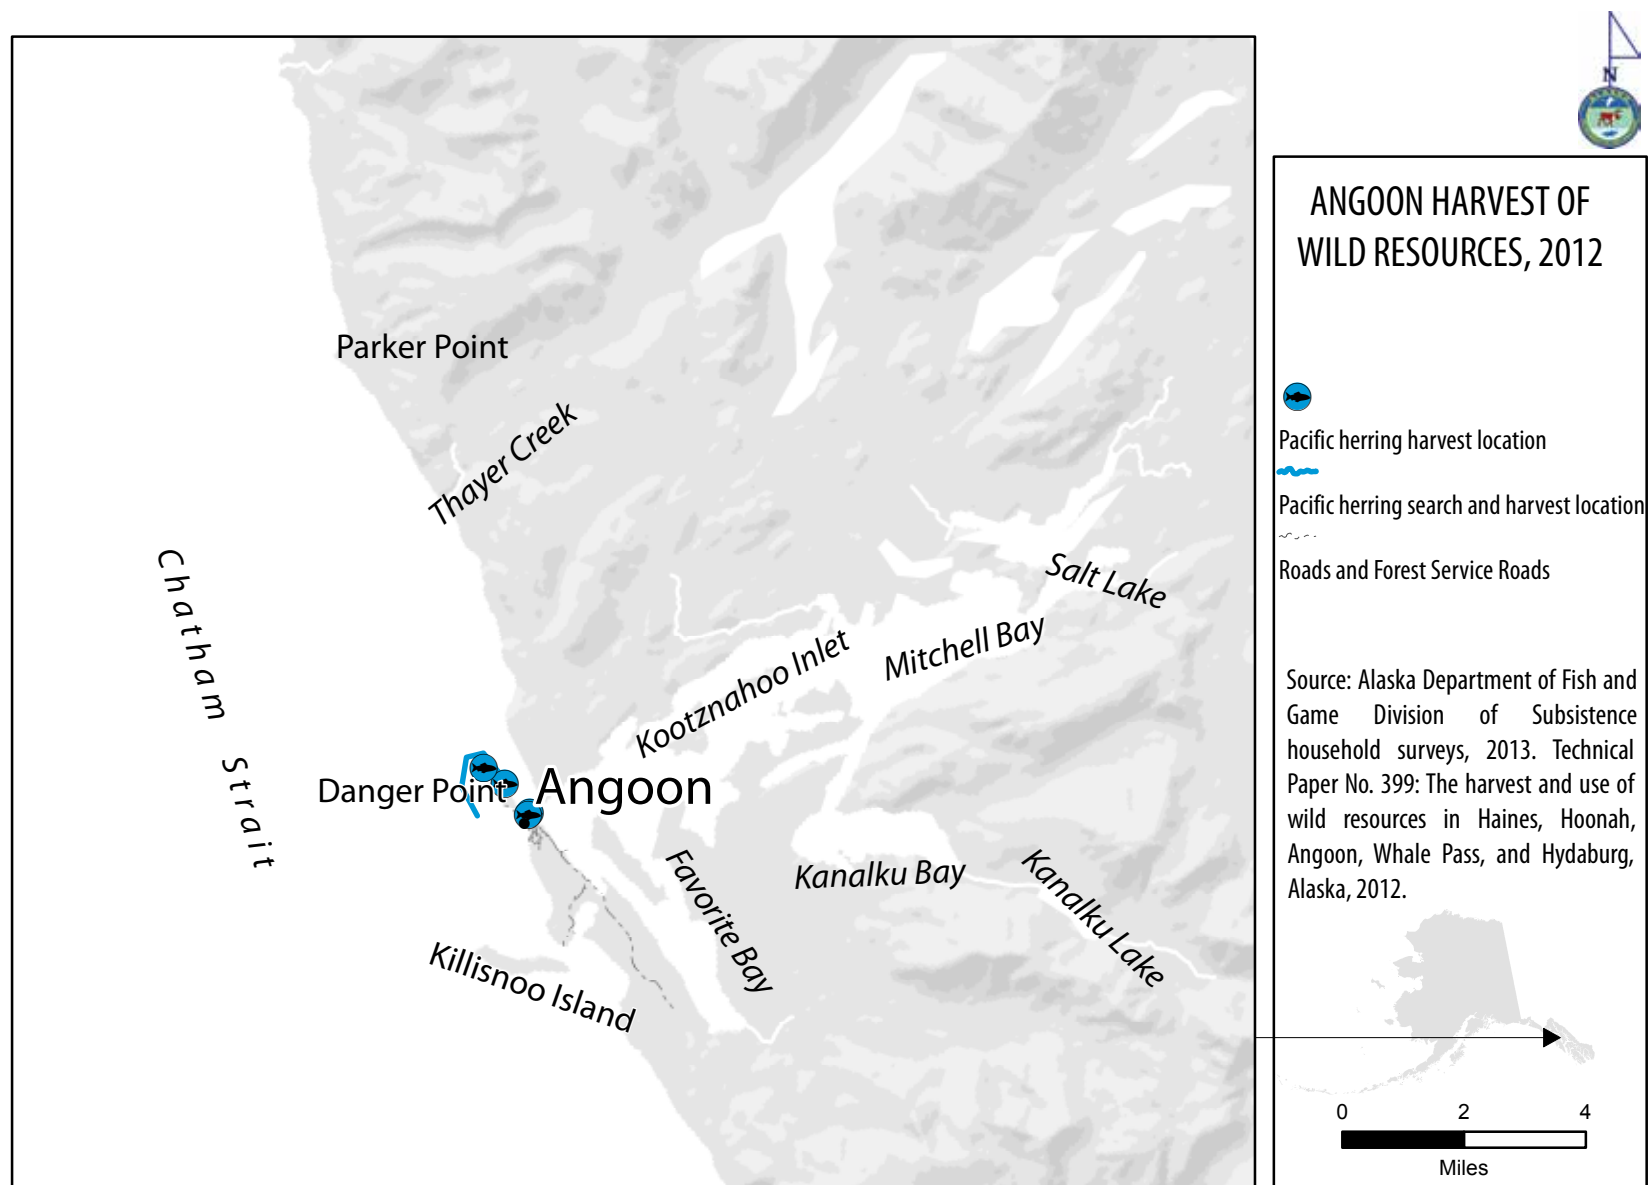 N
ALASKA
ANGOON HARVEST OF
WILD RESOURCES, 2012
Parker Point
Thayer Creek
Chatham Strait
Salt Lake
Mitchell Bay
Kootznahoo Inlet
Danger Point
Angoon
Kanalku Bay
Kanalku Lake
Favorite Bay
Killisnoo Island
Pacific herring harvest location
Pacific herring search and harvest location
Roads and Forest Service Roads
Source: Alaska Department of Fish and
Game Division of Subsistence
household surveys, 2013. Technical
Paper No. 399: The harvest and use of
wild resources in Haines, Hoonah,
Angoon, Whale Pass, and Hydaburg,
Alaska, 2012.
0 2 4
Miles